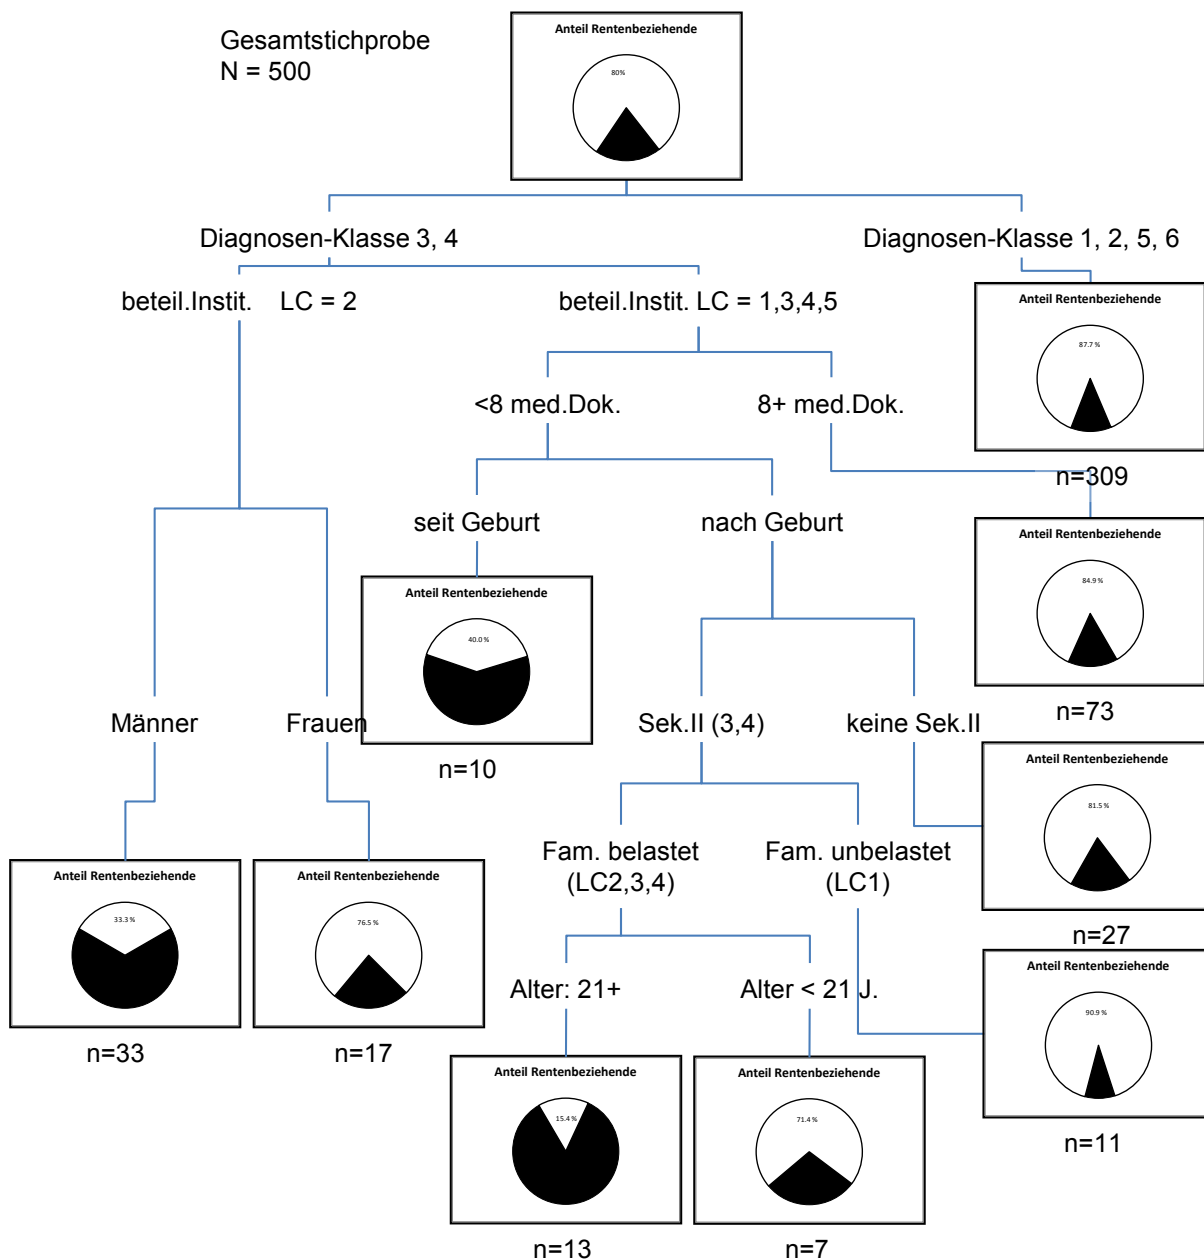 Gesamtstichprobe
N = 500
Anteil Rentenbeziehende
80%
Diagnosen-Klasse 3, 4
Diagnosen-Klasse 1, 2, 5, 6
beteil.Instit. LC = 2
beteil.Instit. LC = 1,3,4,5
Anteil Rentenbeziehende
87.7 %
n=309
<8 med.Dok.
8+ med.Dok.
seit Geburt
nach Geburt
Anteil Rentenbeziehende
84.9 %
n=73
Anteil Rentenbeziehende
40.0 %
n=10
Männer
Frauen
Sek.II (3,4)
keine Sek.II
Anteil Rentenbeziehende
81.5 %
n=27
Fam. belastet
(LC2,3,4)
Fam. unbelastet
(LC1)
Anteil Rentenbeziehende
33.3 %
n=33
Anteil Rentenbeziehende
76.5 %
n=17
Alter: 21+
Alter < 21 J.
Anteil Rentenbeziehende
90.9 %
n=11
Anteil Rentenbeziehende
15.4 %
n=13
Anteil Rentenbeziehende
71.4 %
n=7